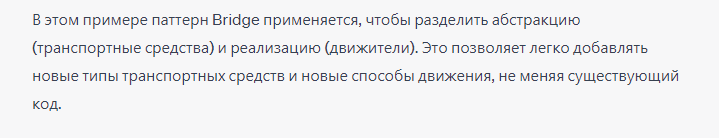 В этом примере паттерн Bridge применяется, чтобы разделить абстракцию
(транспортные средства) и реализацию (движители). Это позволяет легко добавлять
новые типы транспортных средств и новые способы движения, не меняя существующий
код.